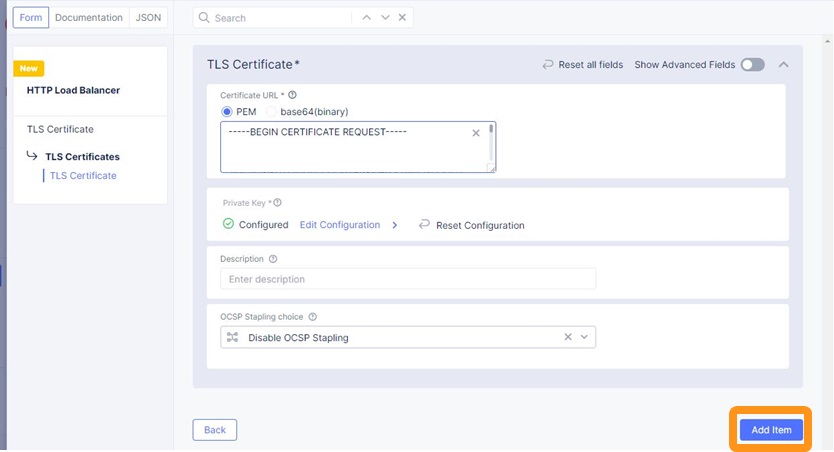 Form
Documentation
JSON
Search
New
HTTP Load Balancer
TLS Certificate
TLS Certificates
TLS Certificate
TLS Certificate*
Reset all fields
Show Advanced Fields
Certificate URL *
PEM
base64(binary)
-----BEGIN CERTIFICATE REQUEST-----
Private Key *
Configured
Edit Configuration
Reset Configuration
Description
Enter description
OCSP Stapling choice
Disable OCSP Stapling
Back
Add Item